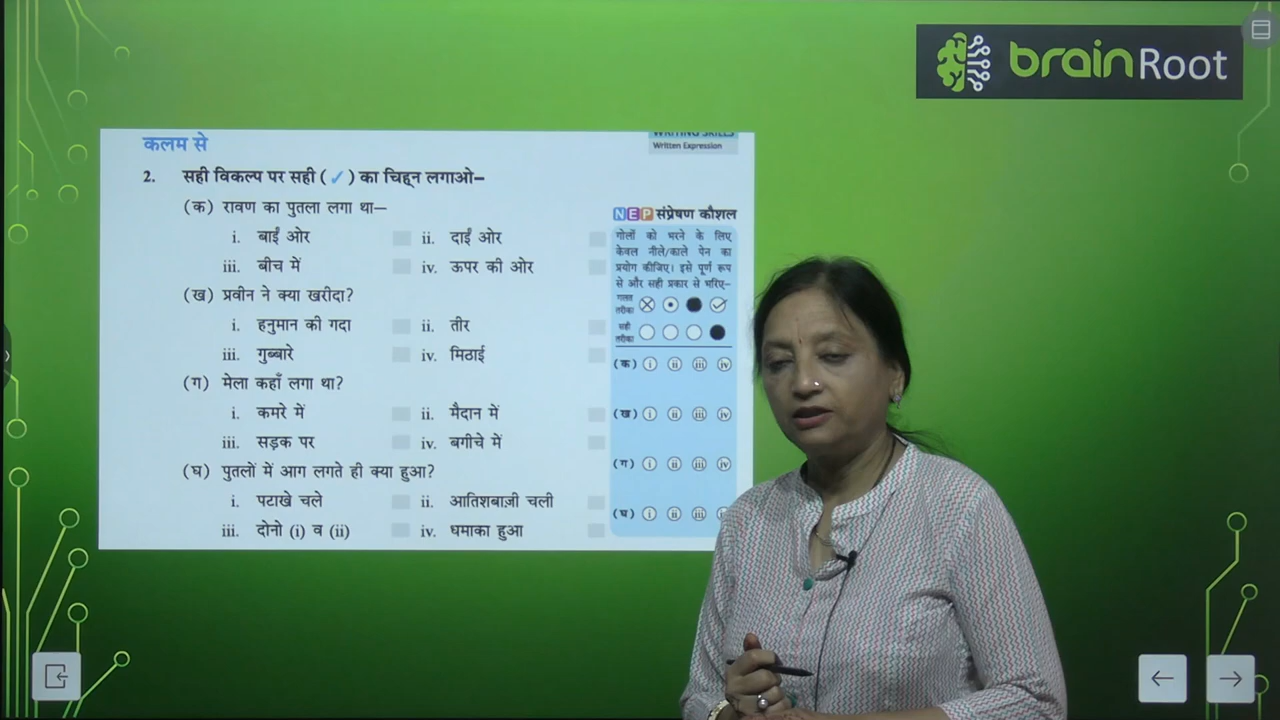 brainRoot
कलम से
WRITING SKILLS
Written Expression
2. सही विकल्प पर सही (✓) का चिह्न लगाओ–
(क) रावण का पुतला लगा था—
i. बाईं ओर ii. दाईं ओर
iii. बीच में iv. ऊपर की ओर
(ख) प्रवीन ने क्या खरीदा?
i. हनुमान की गदा ii. तीर
iii. गुब्बारे iv. मिठाई
(ग) मेला कहाँ लगा था?
i. कमरे में ii. मैदान में
iii. सड़क पर iv. बगीचे में
(घ) पुतलों में आग लगते ही क्या हुआ?
i. पटाखे चले ii. आतिशबाज़ी चली
iii. दोनो (i) व (ii) iv. धमाका हुआ
NEP संप्रेषण कौशल
गोलों को भरने के लिए
केवल नीले/काले पेन का
प्रयोग कीजिए। इसे पूर्ण रूप
से और सही प्रकार से भरिए–
गलत
तरीका
सही
तरीका
(क) i ii iii iv
(ख) i ii iii iv
(ग) i ii iii iv
(घ) i ii iii